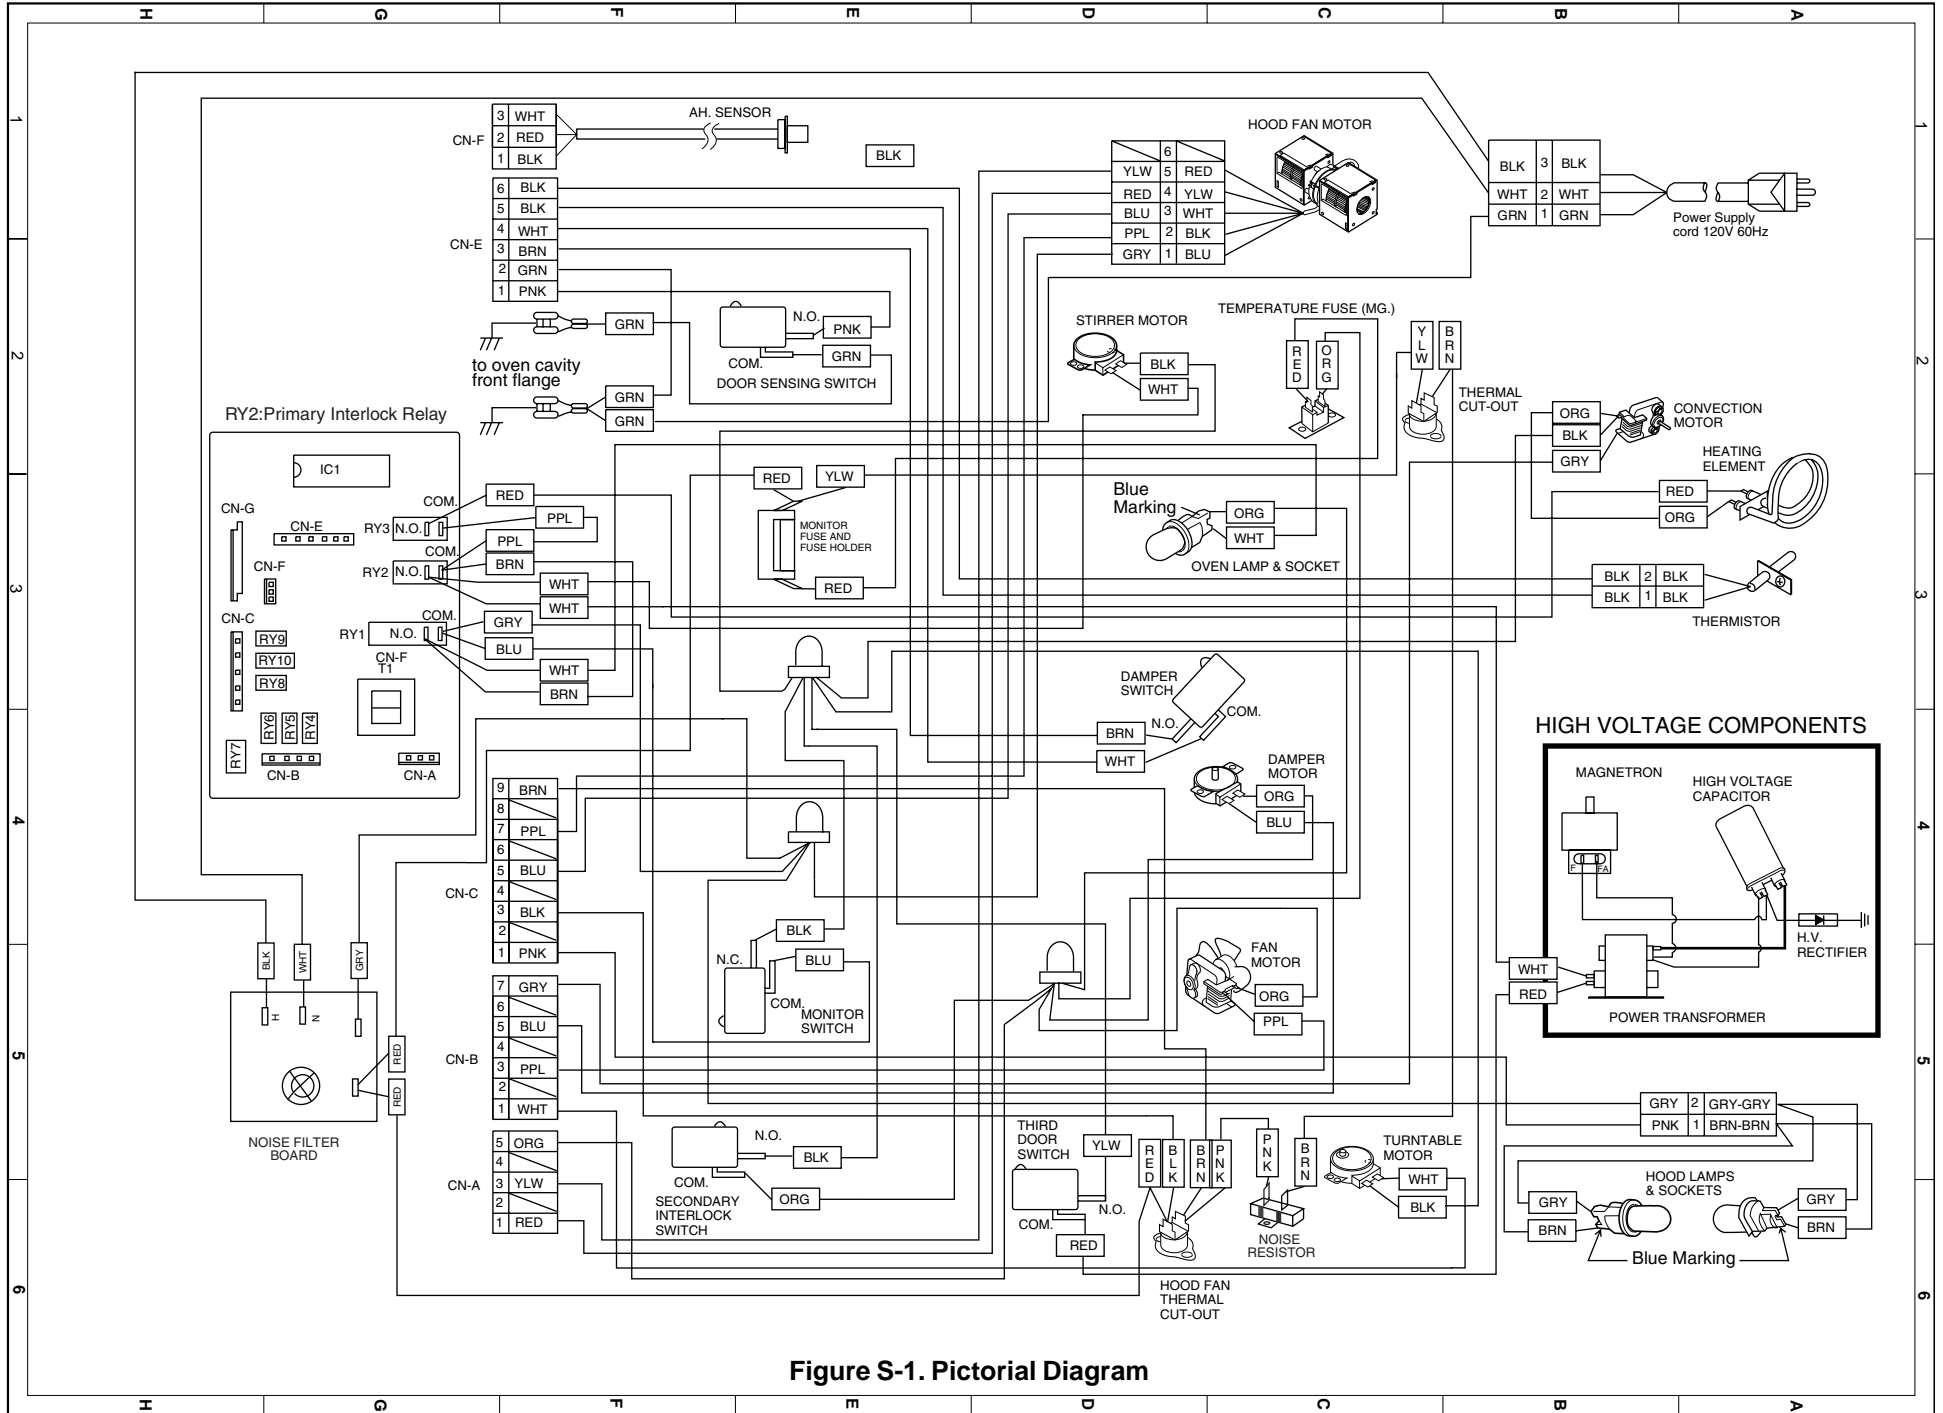 H G F E D C B A
1
1
2
2
3
3
4
4
5
5
6
6
CN-F
3 WHT
2 RED
1 BLK
AH. SENSOR
BLK
CN-E
6 BLK
5 BLK
4 WHT
3 BRN
2 GRN
1 PNK
HOOD FAN MOTOR
6
YLW 5 RED
RED 4 YLW
BLU 3 WHT
PPL 2 BLK
GRY 1 BLU
BLK 3 BLK
WHT 2 WHT
GRN 1 GRN
Power Supply
cord 120V 60Hz
GRN
to oven cavity
front flange
GRN
GRN
N.O.
PNK
COM.
GRN
DOOR SENSING SWITCH
STIRRER MOTOR
BLK
WHT
TEMPERATURE FUSE (MG.)
RED
ORG
YLW
BRN
THERMAL
CUT-OUT
ORG
BLK
GRY
CONVECTION
MOTOR
HEATING
ELEMENT
RED
ORG
RY2:Primary Interlock Relay
IC1
CN-G
CN-E
CN-F
CN-C
COM.
RY3 N.O.
COM.
RY2 N.O.
COM.
RY1 N.O.
CN-F
T1
RY9
RY10
RY8
RY6
RY5
RY4
RY7
CN-B
CN-A
RED
PPL
PPL
BRN
WHT
WHT
GRY
BLU
WHT
BRN
RED
YLW
MONITOR
FUSE AND
FUSE HOLDER
RED
Blue
Marking
ORG
WHT
OVEN LAMP & SOCKET
BLK 2 BLK
BLK 1 BLK
THERMISTOR
DAMPER
SWITCH
N.O.
COM.
BRN
WHT
DAMPER
MOTOR
ORG
BLU
HIGH VOLTAGE COMPONENTS
MAGNETRON
F FA
HIGH VOLTAGE
CAPACITOR
H.V.
RECTIFIER
WHT
RED
POWER TRANSFORMER
CN-C
9 BRN
8
7 PPL
6
5 BLU
4
3 BLK
2
1 PNK
CN-B
7 GRY
6
5 BLU
4
3 PPL
2
1 WHT
CN-A
5 ORG
4
3 YLW
2
1 RED
BLK
WHT
GRY
H
N
RED
RED
NOISE FILTER
BOARD
BLK
N.C.
BLU
COM.
MONITOR
SWITCH
FAN
MOTOR
ORG
PPL
N.O.
BLK
COM.
ORG
SECONDARY
INTERLOCK
SWITCH
THIRD
DOOR
SWITCH
YLW
N.O.
COM.
RED
RED
BLK
BRN
PNK
HOOD FAN
THERMAL
CUT-OUT
PNK
BRN
NOISE
RESISTOR
TURNTABLE
MOTOR
WHT
BLK
GRY 2 GRY-GRY
PNK 1 BRN-BRN
HOOD LAMPS
& SOCKETS
GRY
BRN
GRY
BRN
Blue Marking
Figure S-1. Pictorial Diagram
H G F E D C B A